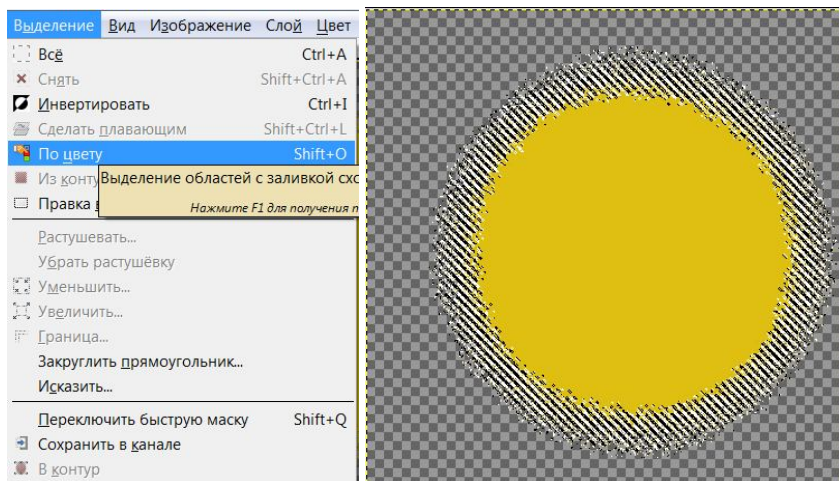 Выделение Вид Изображение Слой Цвет
Всё Ctrl+A
Снять Shift+Ctrl+A
Инвертировать Ctrl+I
Сделать плавающим Shift+Ctrl+L
По цвету Shift+O
Из конту
Выделение областей с заливкой схо
Правка
Нажмите F1 для получения п
Растушевать...
Убрать растушёвку
Уменьшить...
Увеличить...
Граница...
Закруглить прямоугольник...
Исказить...
Переключить быструю маску Shift+Q
Сохранить в канале
В контур